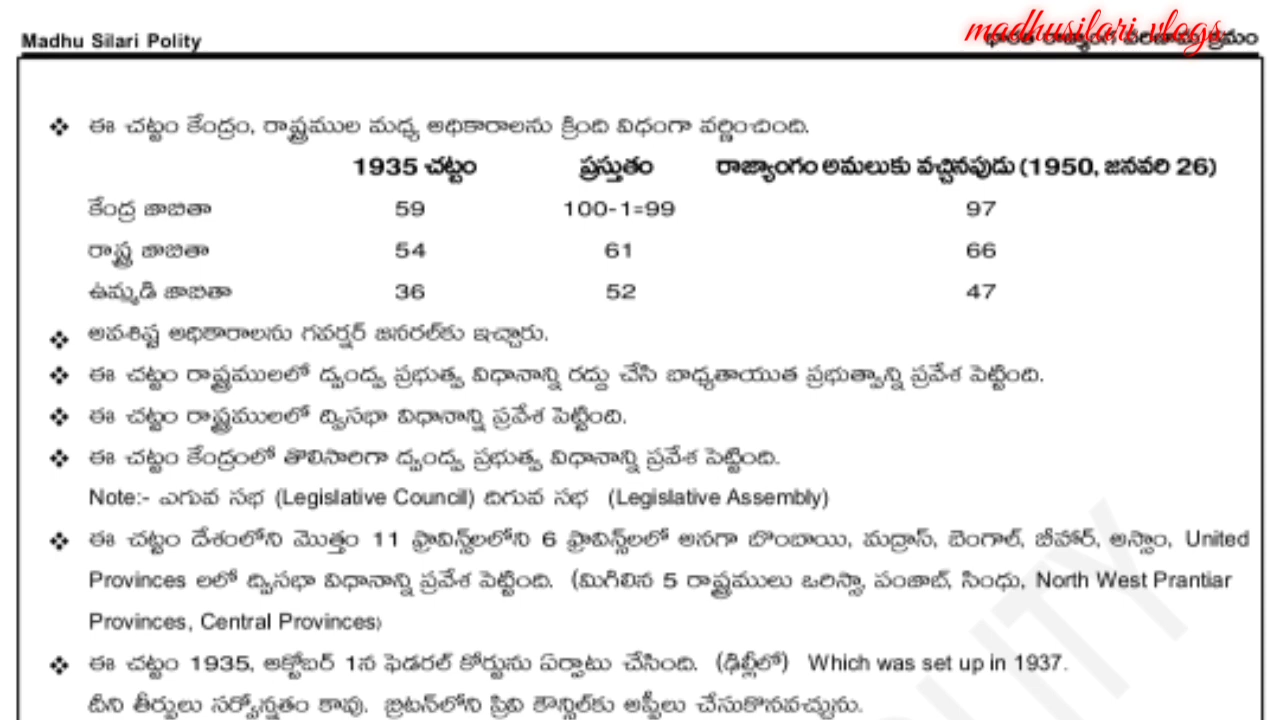 Madhu Silari Polity
madhusilari vlogs
❖ ఈ చట్టం కేంద్రం, రాష్ట్రముల మధ్య అధికారాలను క్రింది విధంగా వర్ణించింది.
1935 చట్టం ప్రస్తుతం రాజ్యాంగం అమలుకు వచ్చినపుడు (1950, జనవరి 26)
కేంద్ర జాబితా 59 100-1=99 97
రాష్ట్ర జాబితా 54 61 66
ఉమ్మడి జాబితా 36 52 47
❖ అవశిష్ట అధికారాలను గవర్నర్ జనరల్‌కు ఇచ్చారు.
❖ ఈ చట్టం రాష్ట్రములలో ద్వంద్వ ప్రభుత్వ విధానాన్ని రద్దు చేసి బాధ్యతాయుత ప్రభుత్వాన్ని ప్రవేశ పెట్టింది.
❖ ఈ చట్టం రాష్ట్రములలో ద్విసభా విధానాన్ని ప్రవేశ పెట్టింది.
❖ ఈ చట్టం కేంద్రంలో తొలిసారిగా ద్వంద్వ ప్రభుత్వ విధానాన్ని ప్రవేశ పెట్టింది.
Note:- ఎగువ సభ (Legislative Council) దిగువ సభ (Legislative Assembly)
❖ ఈ చట్టం దేశంలోని మొత్తం 11 ప్రావిన్స్‌లలోని 6 ప్రావిన్స్‌లలో అనగా బొంబాయి, మద్రాస్, బెంగాల్, బీహార్, అస్సాం, United
Provinces లలో ద్విసభా విధానాన్ని ప్రవేశ పెట్టింది. (మిగిలిన 5 రాష్ట్రములు ఒరిస్సా, పంజాబ్, సింధు, North West Prantiar
Provinces, Central Provinces)
❖ ఈ చట్టం 1935, అక్టోబర్ 1న ఫెడరల్ కోర్టును ఏర్పాటు చేసింది. (ఢిల్లీలో) Which was set up in 1937.
దీని తీర్పులు సర్వోన్నతం కావు. బ్రిటన్‌లోని ప్రివి కౌన్సిల్‌కు అప్పీలు చేసుకొనవచ్చును.